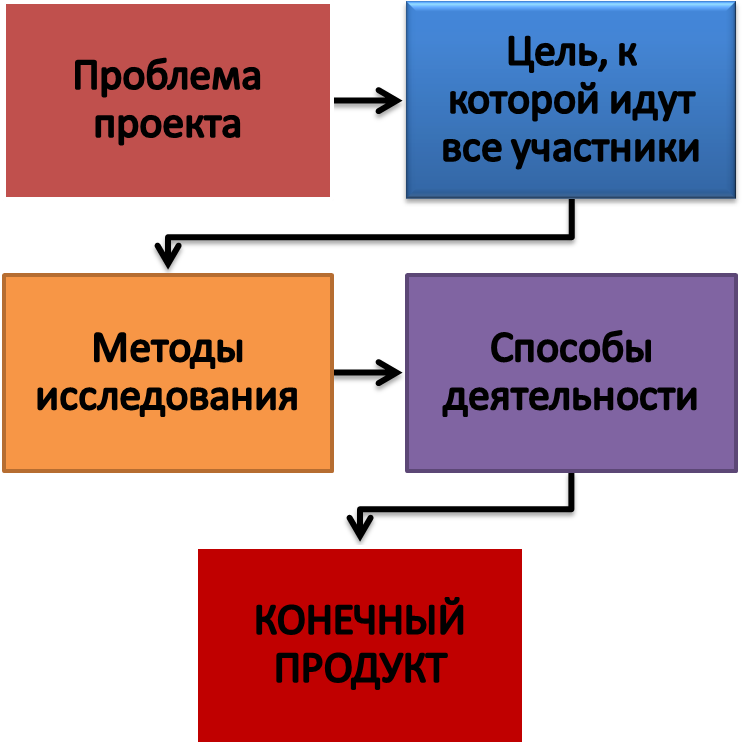 Проблема
проекта
Цель, к
которой идут
все участники
Методы
исследования
Способы
деятельности
КОНЕЧНЫЙ
ПРОДУКТ